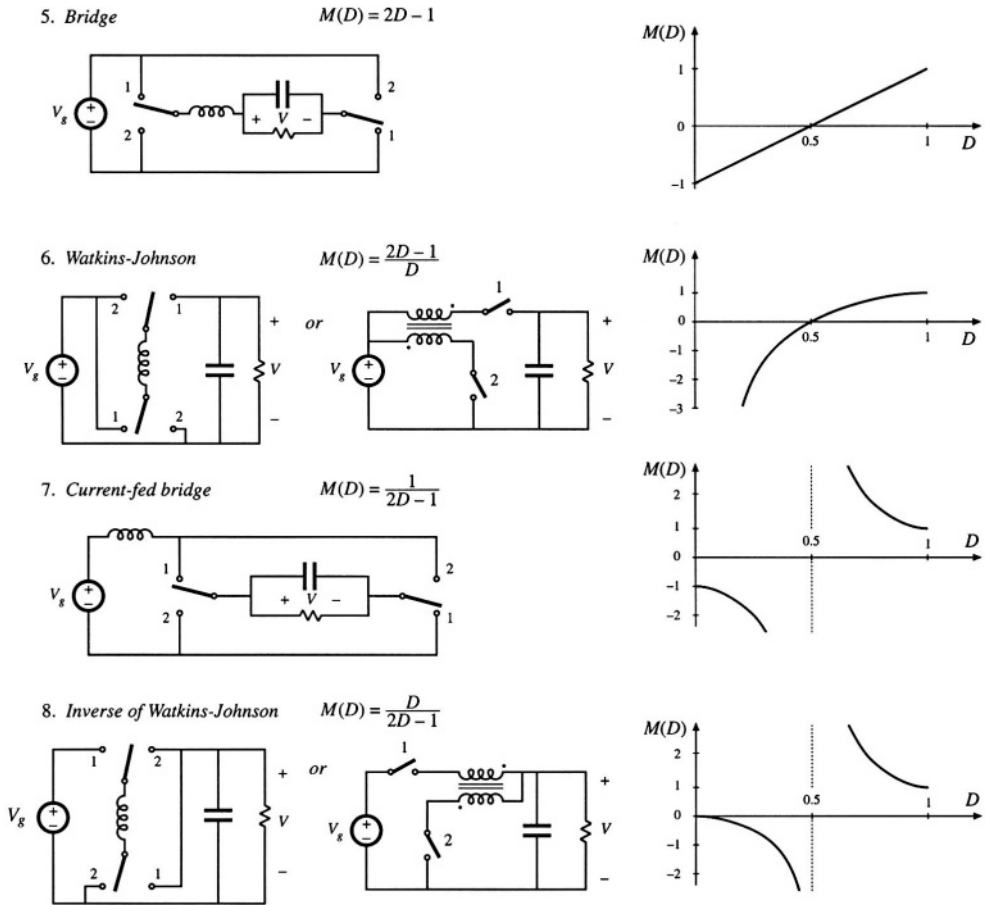 5. Bridge
M(D) = 2D – 1
V_g
+
–
1
2
+ V –
2
1
M(D)
1
0
–1
0.5
1
D
6. Watkins-Johnson
M(D) = (2D – 1)/D
V_g
+
–
2
1
1
2
+
V
–
or
V_g
+
–
1
2
+
V
–
M(D)
1
0
–1
–2
–3
0.5
1
D
7. Current-fed bridge
M(D) = 1/(2D – 1)
V_g
+
–
1
2
+ V –
2
1
M(D)
2
1
0
–1
–2
0.5
1
D
8. Inverse of Watkins-Johnson
M(D) = D/(2D – 1)
V_g
+
–
1
2
2
1
+
V
–
or
V_g
+
–
1
2
+
V
–
M(D)
2
1
0
–1
–2
0.5
1
D